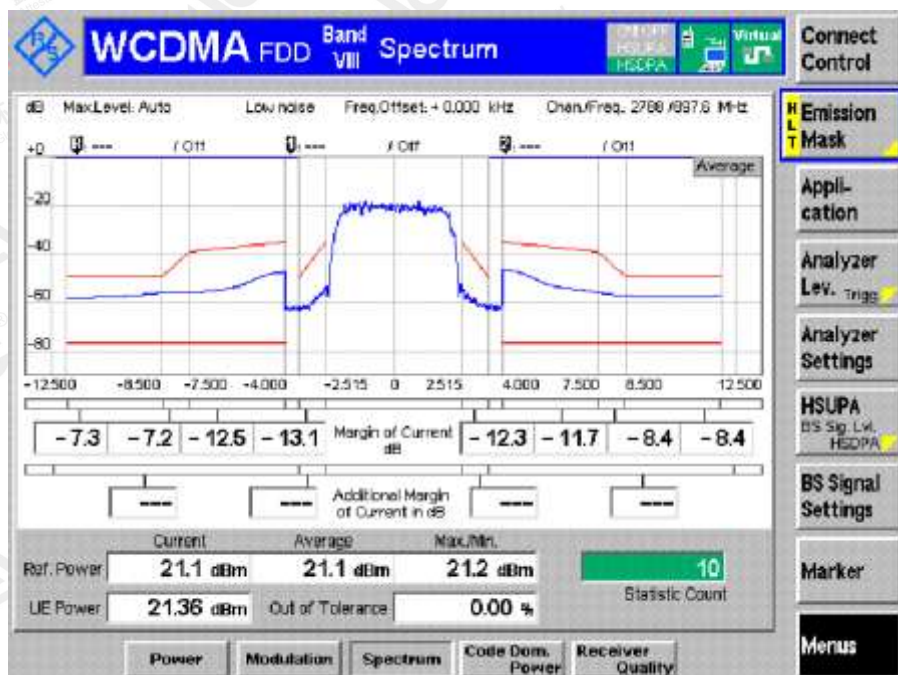 R&S
WCDMA FDD Band VIII Spectrum
HSUPA
HSDPA
Virtual
Connect Control
dB Max.Level: Auto Low noise Freq.Offset: + 0.000 kHz Chan./Freq. 2788 /897.6 MHz
HLT Emission Mask
+0 --- / Off 1: --- / Off 2: --- / Off
Average
-20
-40
-60
-80
-12.500 -8.500 -7.500 -4.000 -2.515 0 2.515 4.000 7.500 8.500 12.500
Appli-cation
Analyzer Lev. Trigg.
Analyzer Settings
HSUPA
BS Sig. Lvl.
HSDPA
BS Signal Settings
Marker
Menus
-7.3 -7.2 -12.5 -13.1 Margin of Current dB -12.3 -11.7 -8.4 -8.4
--- --- Additional Margin of Current in dB --- ---
Current Average Max./Min.
Ref. Power 21.1 dBm 21.1 dBm 21.2 dBm
10
Statistic Count
UE Power 21.36 dBm Out of Tolerance 0.00 %
Power Modulation Spectrum Code Dom. Power Receiver Quality